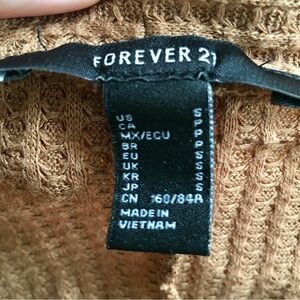 FOREVER 21
US S
CA P
MX/ECU P
BR P
EU S
UK S
KR S
JP S
CN 160/84A
MADE IN
VIETNAM